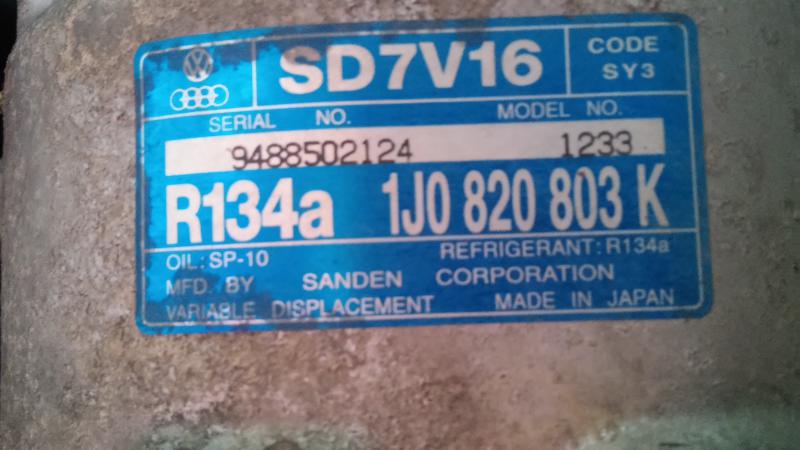 SD7V16
CODE
SY3
SERIAL NO.
MODEL NO.
9488502124
1233
R134a
1J0 820 803 K
OIL: SP-10
REFRIGERANT: R134a
MFD. BY SANDEN CORPORATION
VARIABLE DISPLACEMENT
MADE IN JAPAN